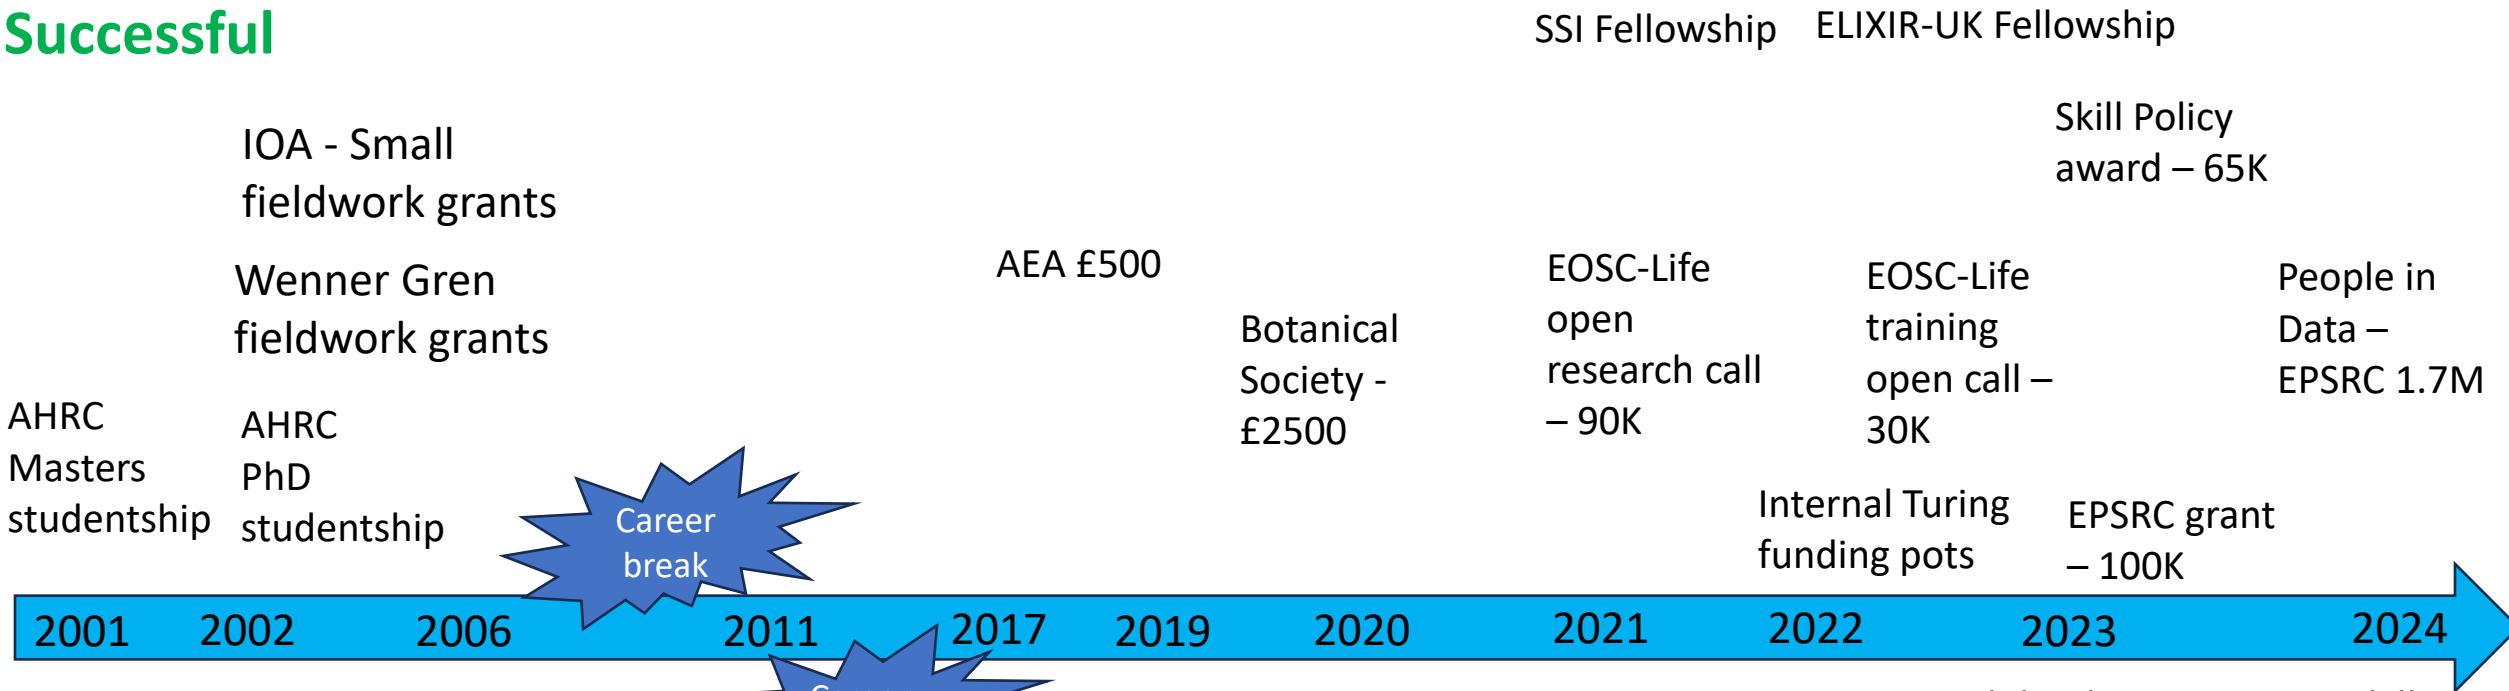 Successful
SSI Fellowship
ELIXIR-UK Fellowship
Skill Policy
award – 65K
IOA - Small
fieldwork grants
Wenner Gren
fieldwork grants
AEA £500
Botanical
Society -
£2500
EOSC-Life
open
research call
– 90K
EOSC-Life
training
open call –
30K
People in
Data –
EPSRC 1.7M
AHRC
Masters
studentship
AHRC
PhD
studentship
Career
break
Internal Turing
funding pots
EPSRC grant
– 100K
2001
2002
2006
2011
2017
2019
2020
2021
2022
2023
2024